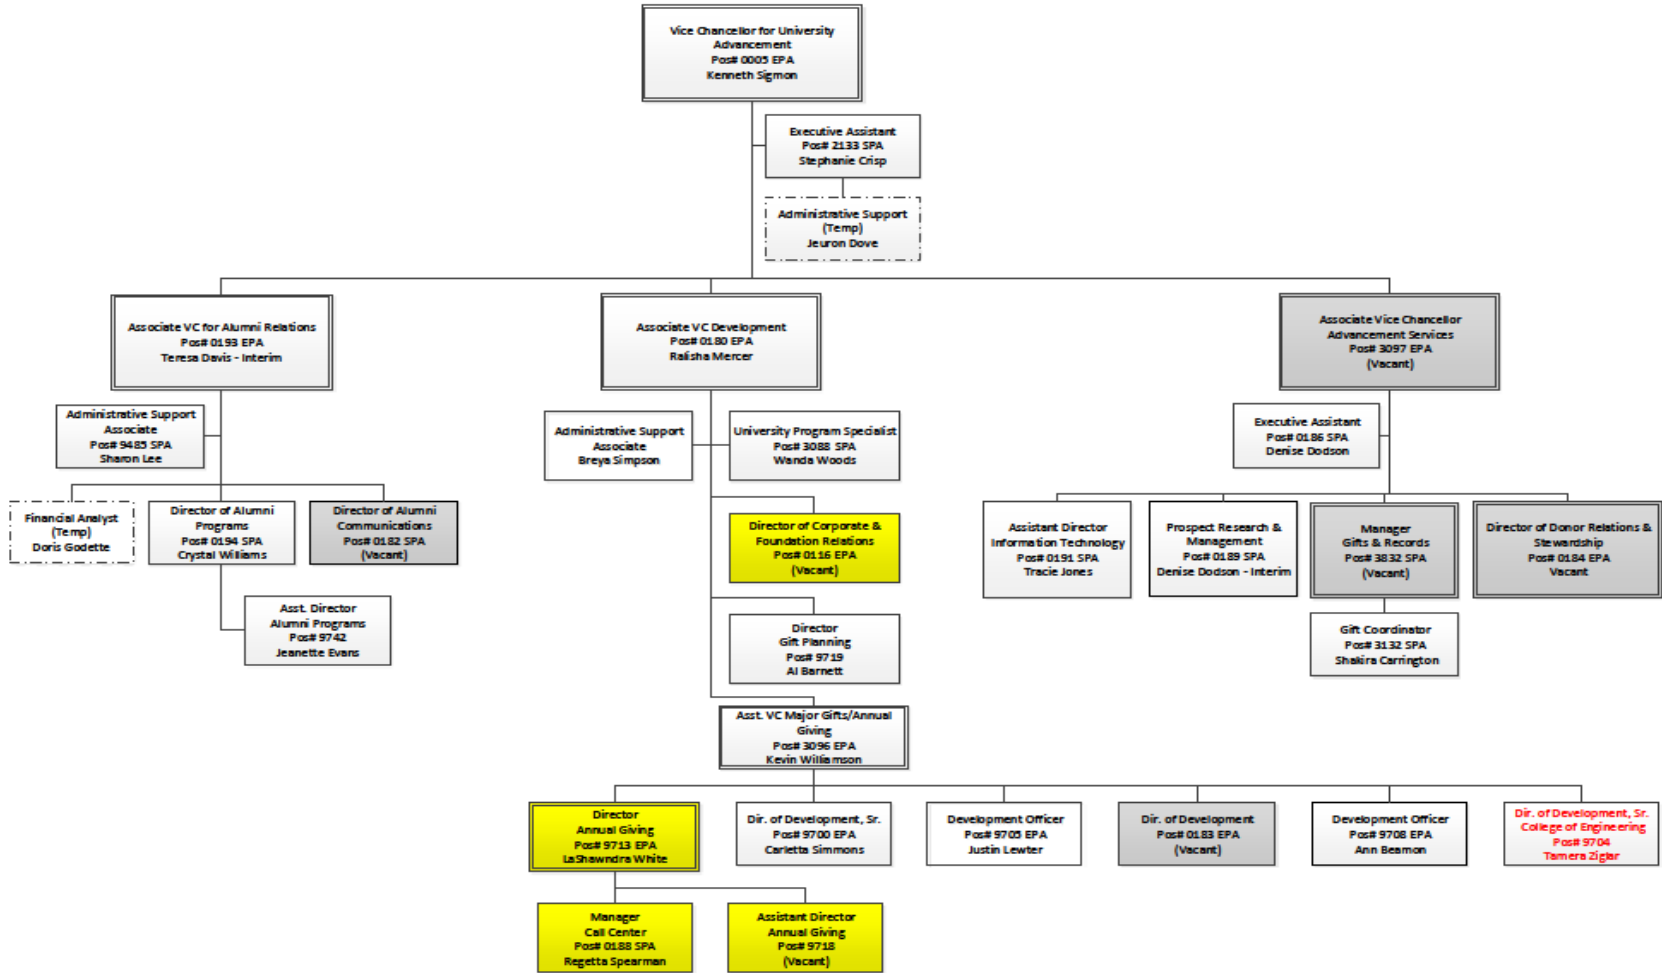 Vice Chancellor for University
Advancement
Pos# 0005 EPA
Kenneth Sigmon
Executive Assistant
Pos# 2133 SPA
Stephanie Crisp
Administrative Support
(Temp)
Jeuron Dove
Associate VC for Alumni Relations
Pos# 0193 EPA
Teresa Davis - Interim
Associate VC Development
Pos# 0180 EPA
Ralisha Mercer
Associate Vice Chancellor
Advancement Services
Pos# 3097 EPA
(Vacant)
Administrative Support
Associate
Pos# 9485 SPA
Sharon Lee
Administrative Support
Associate
Breya Simpson
University Program Specialist
Pos# 3088 SPA
Wanda Woods
Executive Assistant
Pos# 0186 SPA
Denise Dodson
Financial Analyst
(Temp)
Doris Godette
Director of Alumni
Programs
Pos# 0194 SPA
Crystal Williams
Director of Alumni
Communications
Pos# 0182 SPA
(Vacant)
Director of Corporate &
Foundation Relations
Pos# 0116 EPA
(Vacant)
Assistant Director
Information Technology
Pos# 0191 SPA
Tracie Jones
Prospect Research &
Management
Pos# 0189 SPA
Denise Dodson - Interim
Manager
Gifts & Records
Pos# 3832 SPA
(Vacant)
Director of Donor Relations &
Stewardship
Pos# 0184 EPA
Vacant
Asst. Director
Alumni Programs
Pos# 9742
Jeanette Evans
Director
Gift Planning
Pos# 9719
Al Barnett
Gift Coordinator
Pos# 3132 SPA
Shakira Carrington
Asst. VC Major Gifts/Annual
Giving
Pos# 3096 EPA
Kevin Williamson
Director
Annual Giving
Pos# 9713 EPA
LaShawndra White
Dir. of Development, Sr.
Pos# 9700 EPA
Carletta Simmons
Development Officer
Pos# 9705 EPA
Justin Lewter
Dir. of Development
Pos# 0183 EPA
(Vacant)
Development Officer
Pos# 9708 EPA
Ann Beamon
Dir. of Development, Sr.
College of Engineering
Pos# 9704
Tamera Ziglar
Manager
Call Center
Pos# 0188 SPA
Regetta Spearman
Assistant Director
Annual Giving
Pos# 9718
(Vacant)